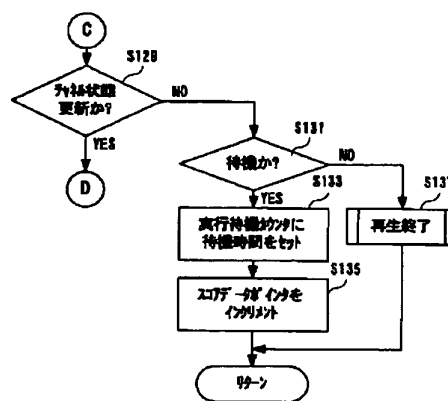 C
S129
チャネル状態
更新か?
NO
YES
D
S131
待機か?
NO
YES
S133
実行待機カウンタに
待機時間をセット
S137
再生終了
S135
スコアデータポインタを
インクリメント
リターン